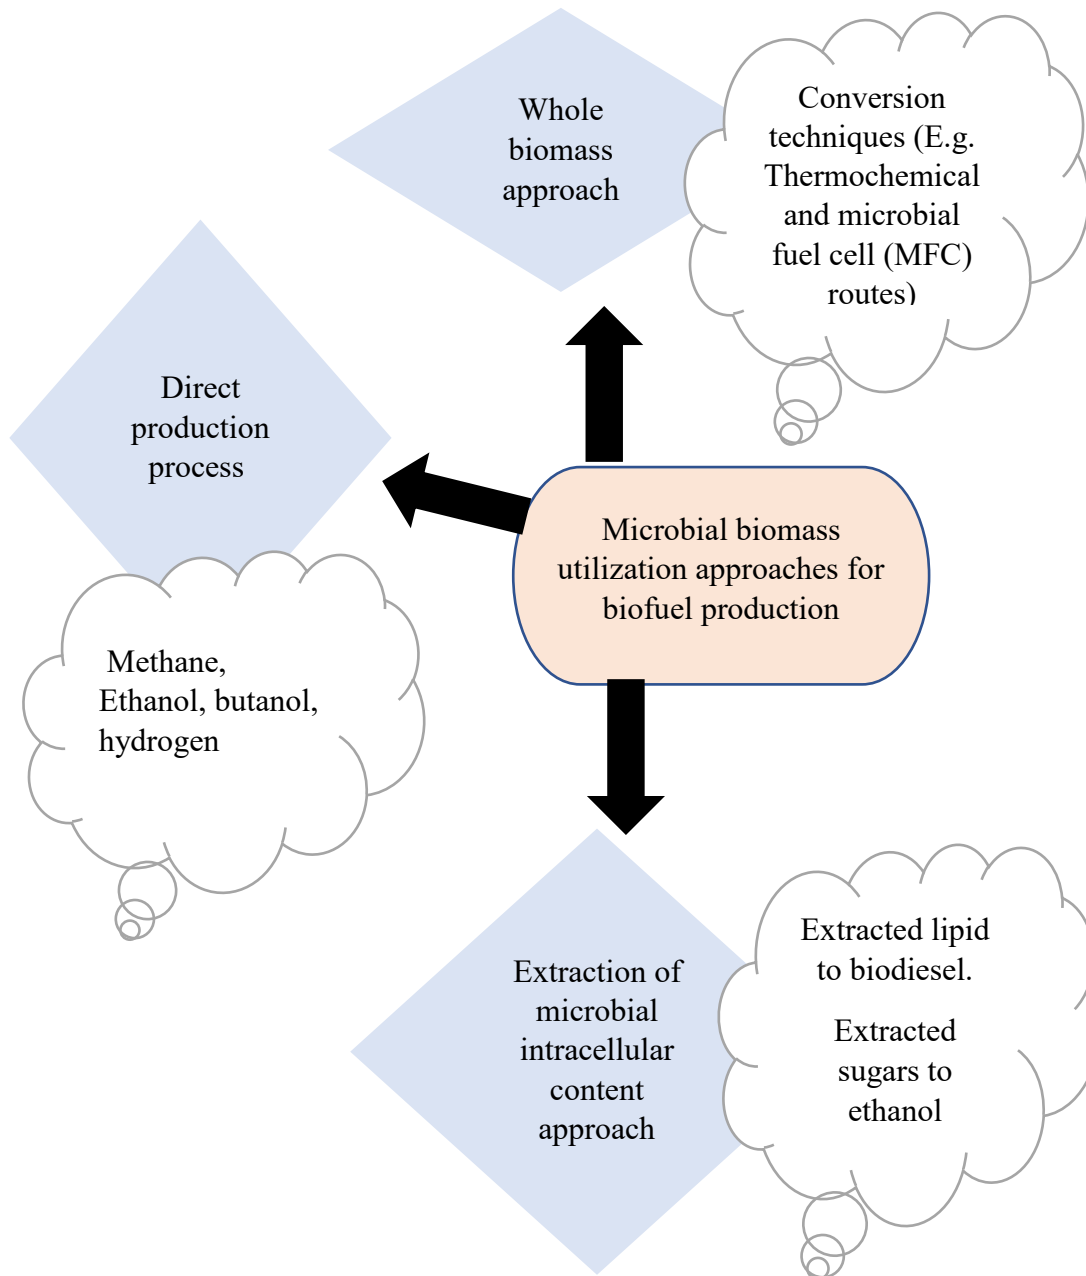 Whole
biomass
approach
Conversion
techniques (E.g.
Thermochemical
and microbial
fuel cell (MFC)
routes)
Direct
production
process
Microbial biomass
utilization approaches for
biofuel production
Methane,
Ethanol, butanol,
hydrogen
Extraction of
microbial
intracellular
content
approach
Extracted lipid
to biodiesel.
Extracted
sugars to
ethanol